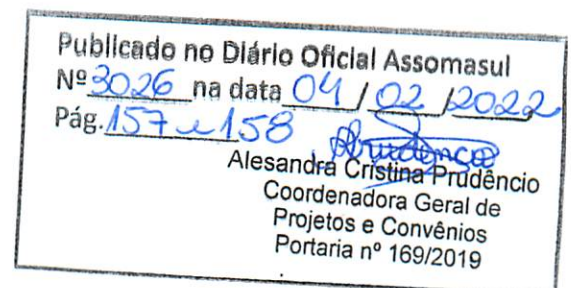 Publicado no Diário Oficial Assomasul
Nº 3026 na data 04 / 02 / 2022
Pág. 157 e 158
Prudência
Alesandra Cristina Prudêncio
Coordenadora Geral de
Projetos e Convênios
Portaria nº 169/2019